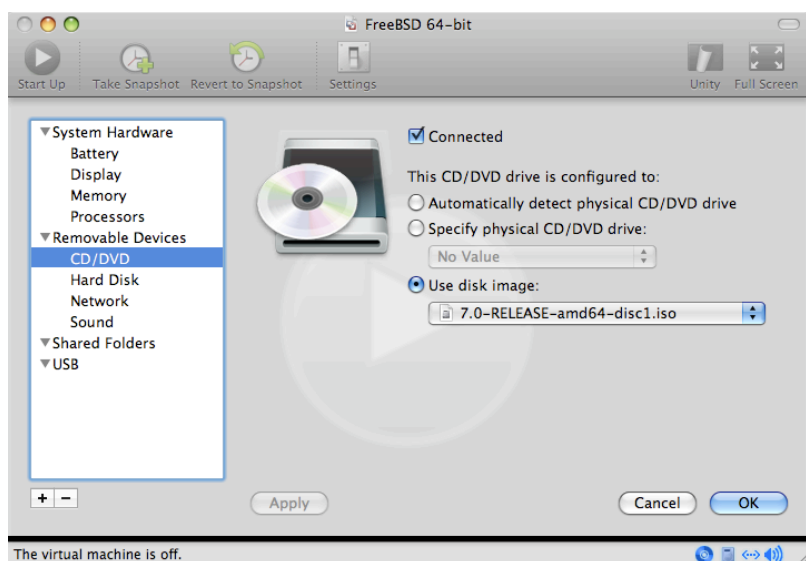 FreeBSD 64-bit
Start Up Take Snapshot Revert to Snapshot Settings Unity Full Screen
System Hardware
Battery
Display
Memory
Processors
Removable Devices
CD/DVD
Hard Disk
Network
Sound
Shared Folders
USB
Connected
This CD/DVD drive is configured to:
Automatically detect physical CD/DVD drive
Specify physical CD/DVD drive:
No Value
Use disk image:
7.0-RELEASE-amd64-disc1.iso
+ −
Apply Cancel OK
The virtual machine is off.